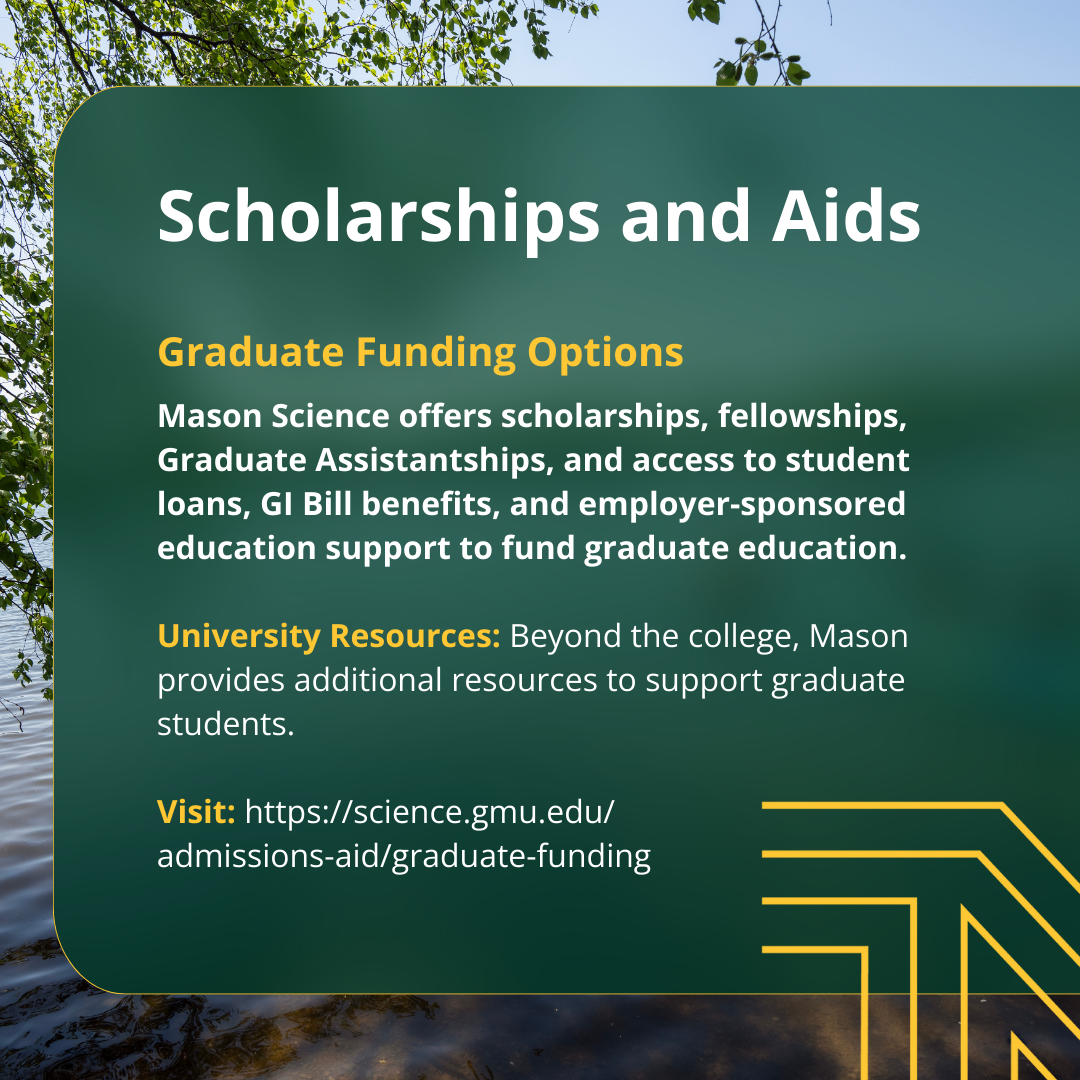 Scholarships and Aids
Graduate Funding Options
Mason Science offers scholarships, fellowships,
Graduate Assistantships, and access to student
loans, GI Bill benefits, and employer-sponsored
education support to fund graduate education.
University Resources: Beyond the college, Mason
provides additional resources to support graduate
students.
Visit: https://science.gmu.edu/
admissions-aid/graduate-funding